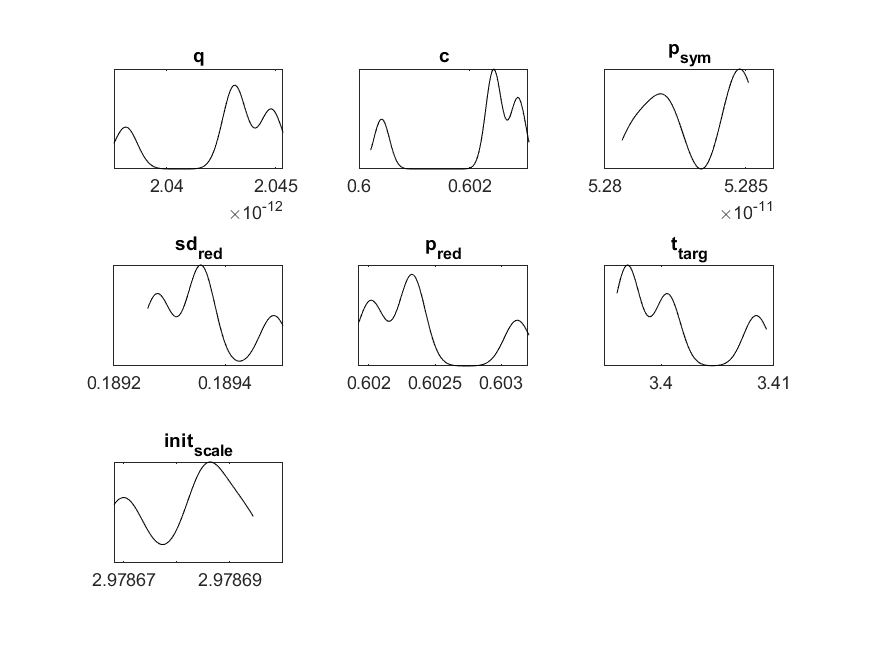 q c p_sym
2.04 2.045 0.6 0.602 5.28 5.285
×10^-12 ×10^-11
sd_red p_red t_targ
0.1892 0.1894 0.602 0.6025 0.603 3.4 3.41
init_scale
2.97867 2.97869